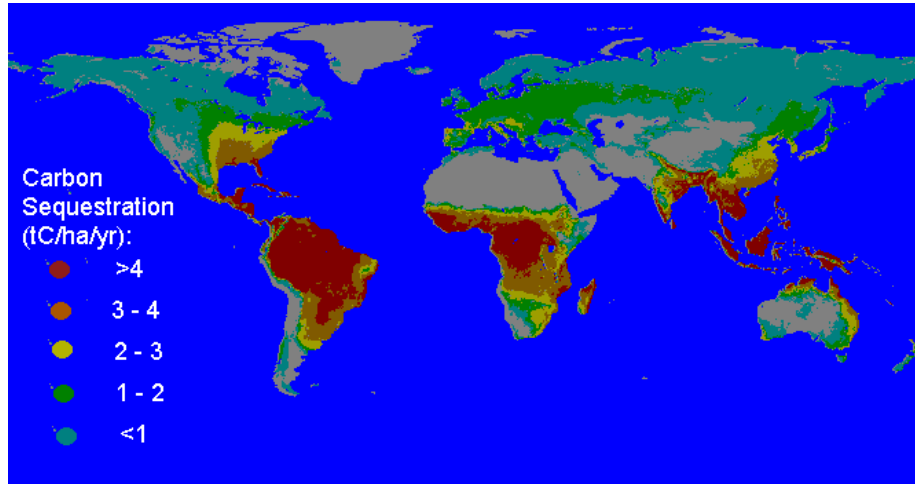 Carbon
Sequestration
(tC/ha/yr):
>4
3 - 4
2 - 3
1 - 2
<1